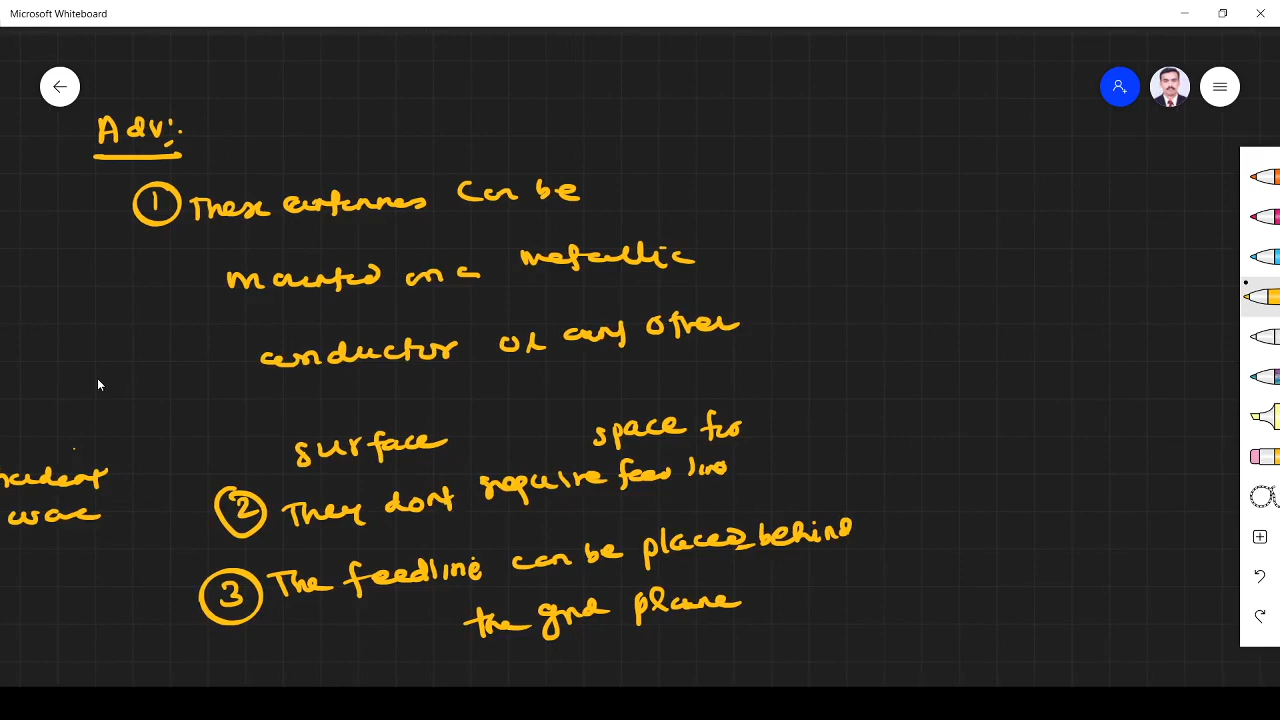 Microsoft Whiteboard
Adv:
① These antennas can be
mounted on a metallic
conductor or any other
surface
space for
② They dont require feed line
③ The feedline can be placed behind
the gnd plane